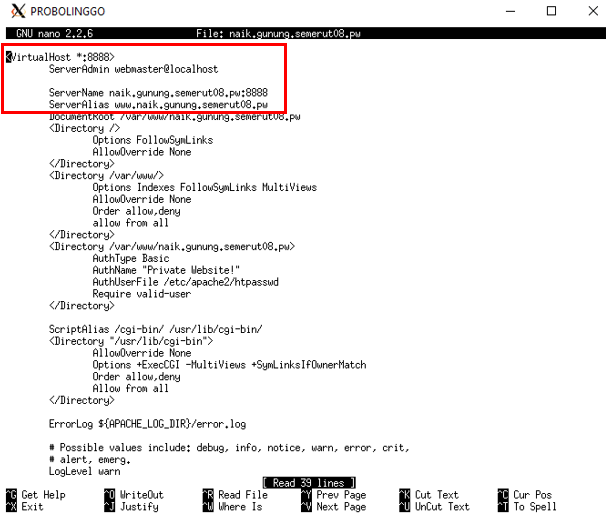 PROBOLINGGO
GNU nano 2.2.6 File: naik.gunung.semerut08.pw
<VirtualHost *:8888>
ServerAdmin webmaster@localhost
ServerName naik.gunung.semerut08.pw:8888
ServerAlias www.naik.gunung.semerut08.pw
DocumentRoot /var/www/naik.gunung.semerut08.pw
<Directory />
Options FollowSymLinks
AllowOverride None
</Directory>
<Directory /var/www/>
Options Indexes FollowSymLinks MultiViews
AllowOverride None
Order allow,deny
allow from all
</Directory>
<Directory /var/www/naik.gunung.semerut08.pw>
AuthType Basic
AuthName "Private Website!"
AuthUserFile /etc/apache2/htpasswd
Require valid-user
</Directory>
ScriptAlias /cgi-bin/ /usr/lib/cgi-bin/
<Directory "/usr/lib/cgi-bin">
AllowOverride None
Options +ExecCGI -MultiViews +SymLinksIfOwnerMatch
Order allow,deny
Allow from all
</Directory>
ErrorLog ${APACHE_LOG_DIR}/error.log
# Possible values include: debug, info, notice, warn, error, crit,
# alert, emerg.
LogLevel warn
[ Read 39 lines ]
^G Get Help ^O WriteOut ^R Read File ^Y Prev Page ^K Cut Text ^C Cur Pos
^X Exit ^J Justify ^W Where Is ^V Next Page ^U UnCut Text ^T To Spell